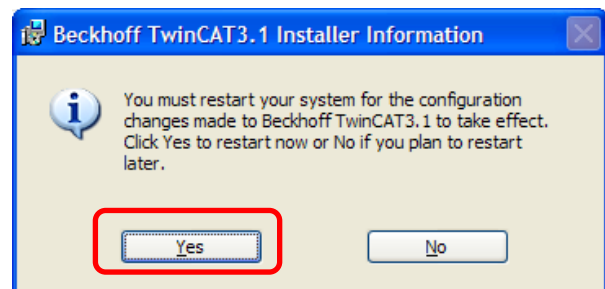 Beckhoff TwinCAT3.1 Installer Information
You must restart your system for the configuration
changes made to Beckhoff TwinCAT3.1 to take effect.
Click Yes to restart now or No if you plan to restart
later.
Yes
No